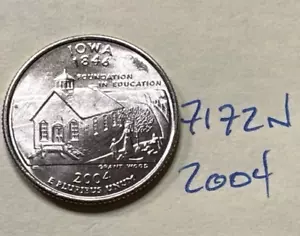 IOWA
1846
FOUNDATION
IN EDUCATION
GRANT WOOD
2004
E PLURIBUS UNUM
7172N
2004